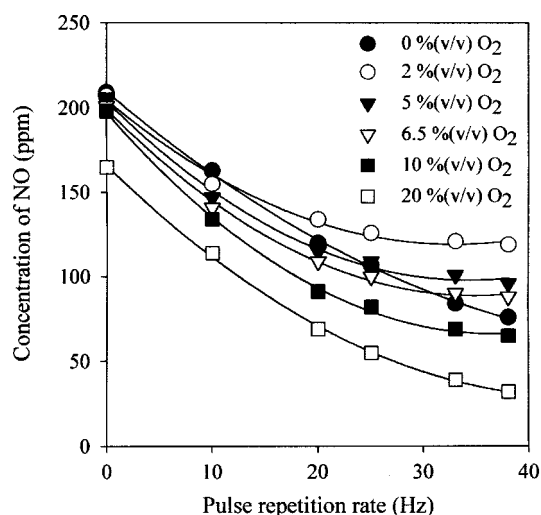 250
200
150
100
50
0
Concentration of NO (ppm)
0 %(v/v) O2
2 %(v/v) O2
5 %(v/v) O2
6.5 %(v/v) O2
10 %(v/v) O2
20 %(v/v) O2
0 10 20 30 40
Pulse repetition rate (Hz)